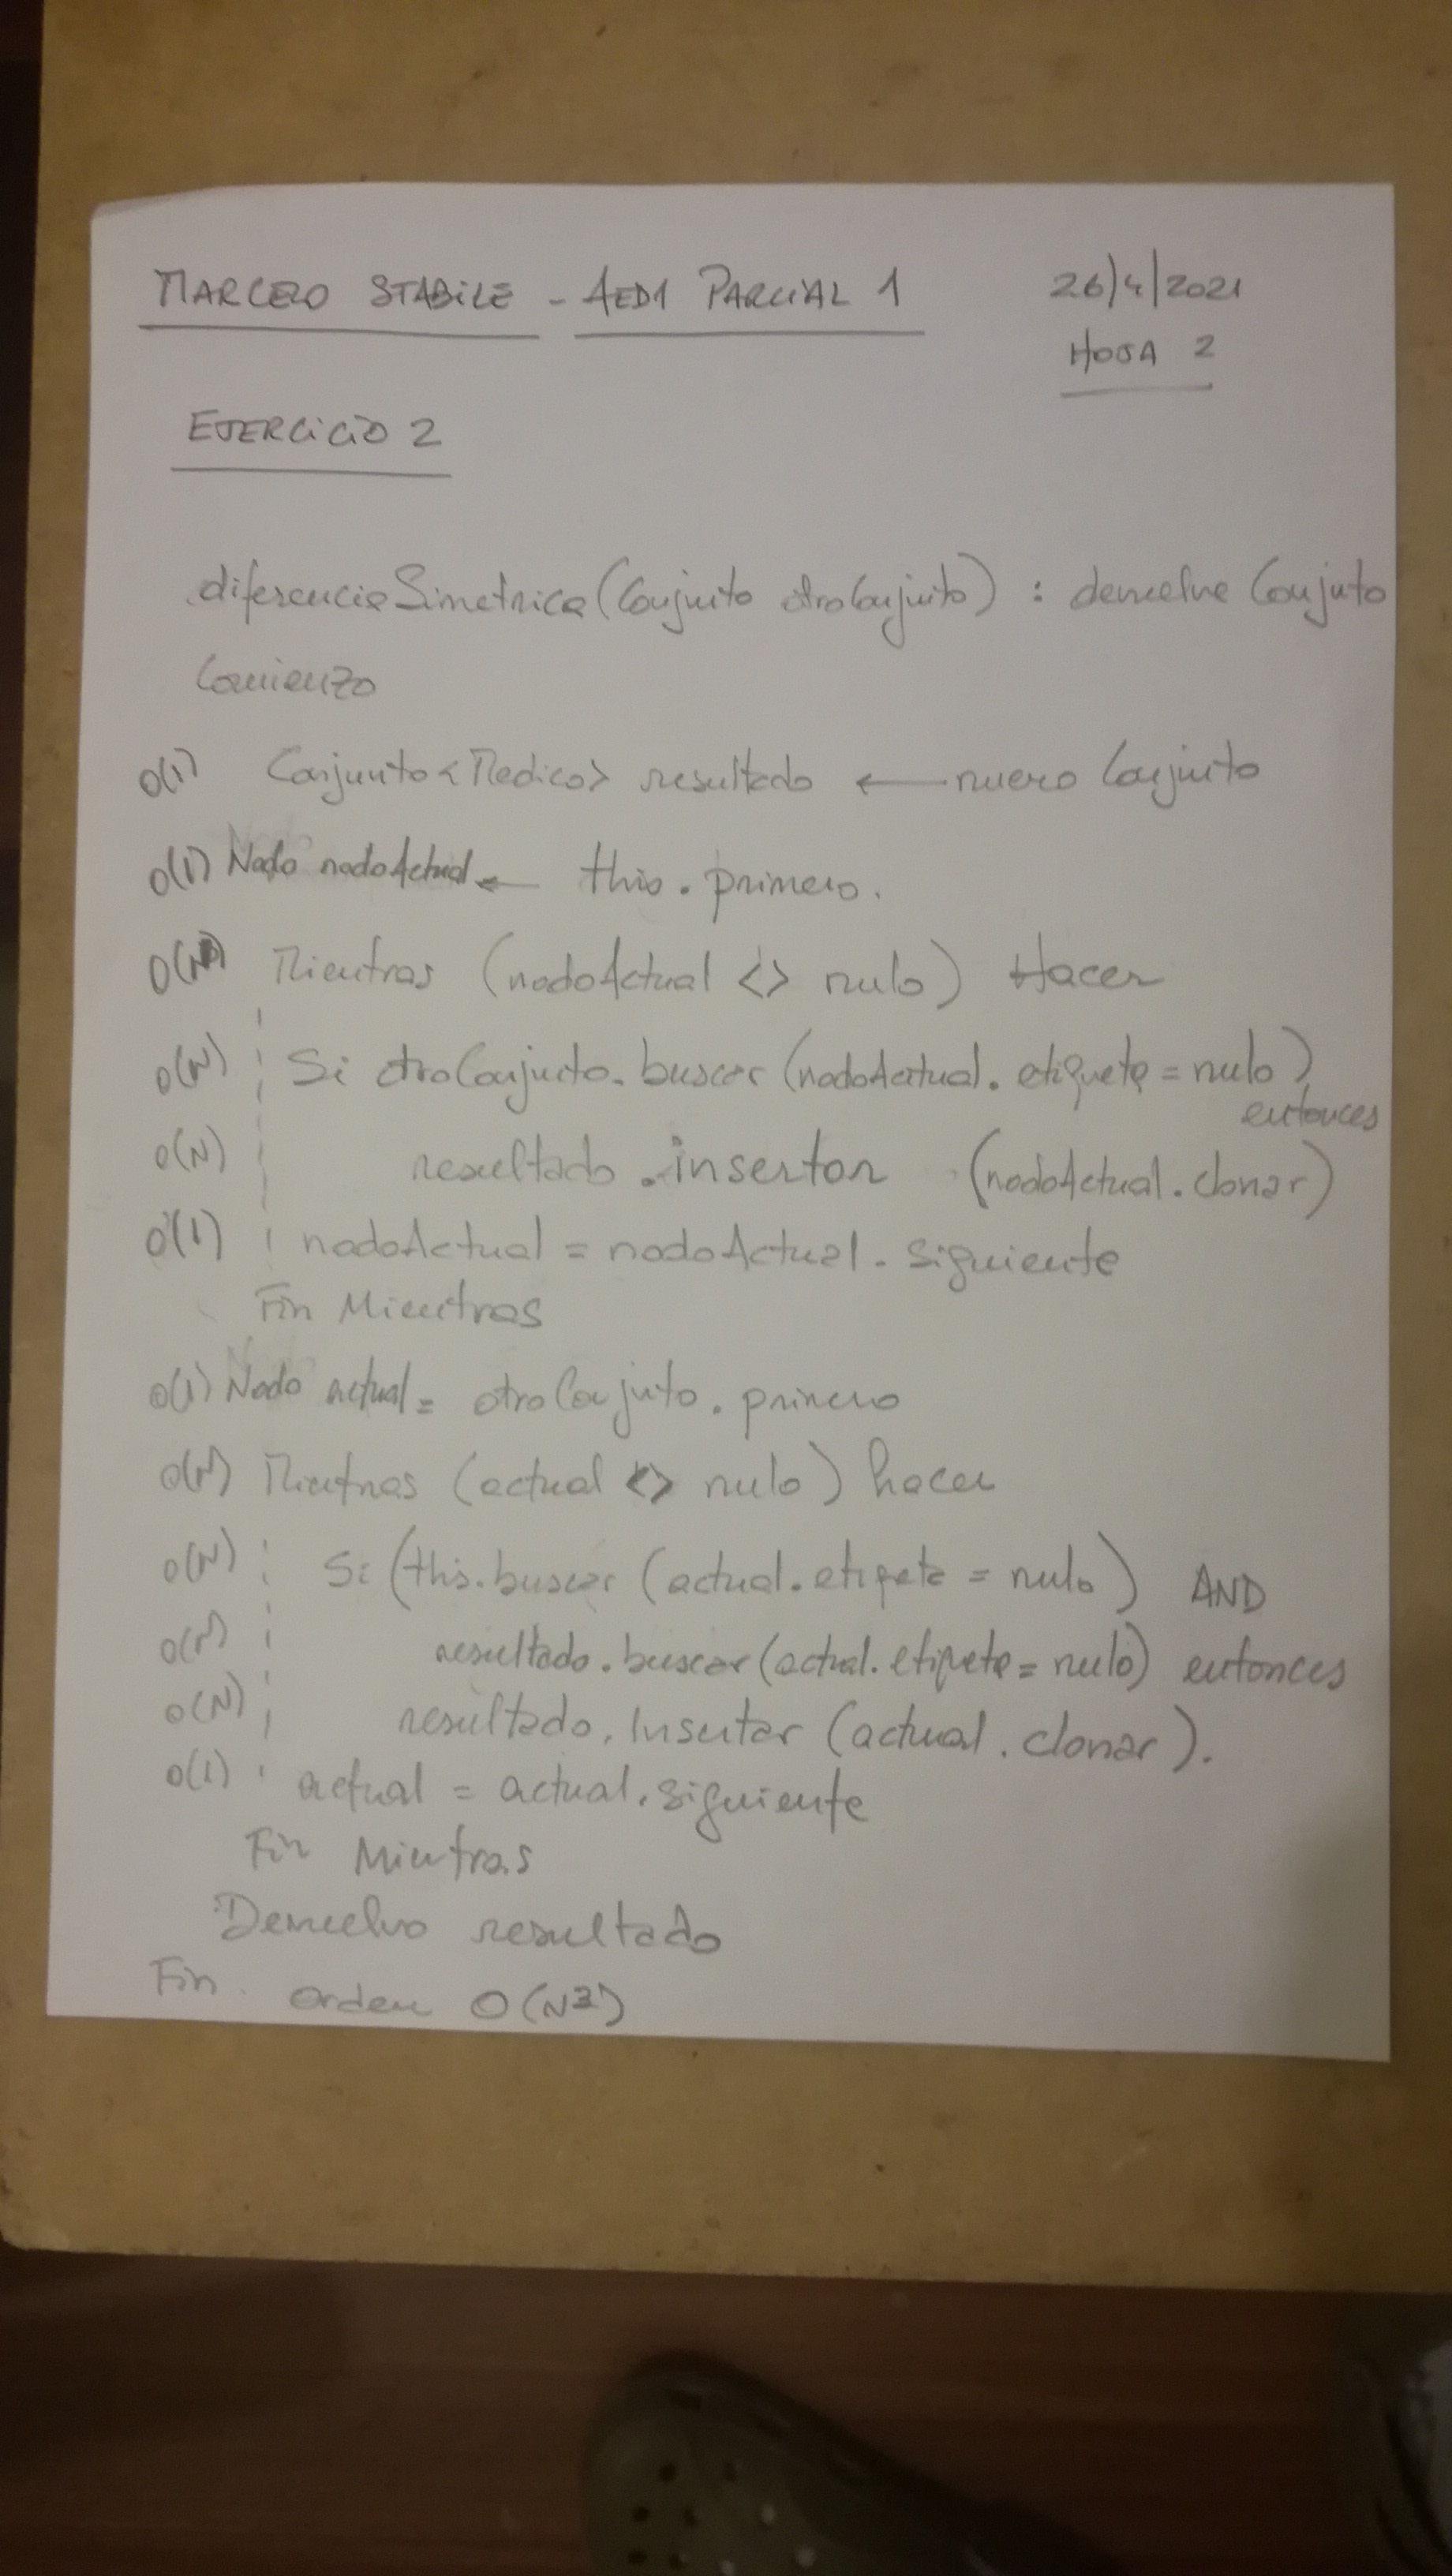 MARCELO STABILE - AED1 PARCIAL 1 26/4/2021
HOJA 2
EJERCICIO 2
diferenciaSimetrica (Conjunto otroConjunto) : devuelve Conjunto
Comienzo
O(1) Conjunto<Medico> resultado ← nuevo Conjunto
O(1) Nodo nodoActual ← this.primero.
O(N) Mientras (nodoActual <> nulo) Hacer
O(N) Si otroConjunto.buscar (nodoActual.etiqueta = nulo)
entonces
O(N) resultado.insertar (nodoActual.clonar)
O(1) nodoActual = nodoActual.siguiente
Fin Mientras
O(1) Nodo actual = otroConjunto.primero
O(N) Mientras (actual <> nulo) hacer
O(N) Si (this.buscar (actual.etiqueta = nulo) AND
O(N) resultado.buscar (actual.etiqueta = nulo) entonces
O(N) resultado.Insertar (actual.clonar).
O(1) actual = actual.siguiente
Fin Mientras
Devuelvo resultado
Fin. orden O(N²)